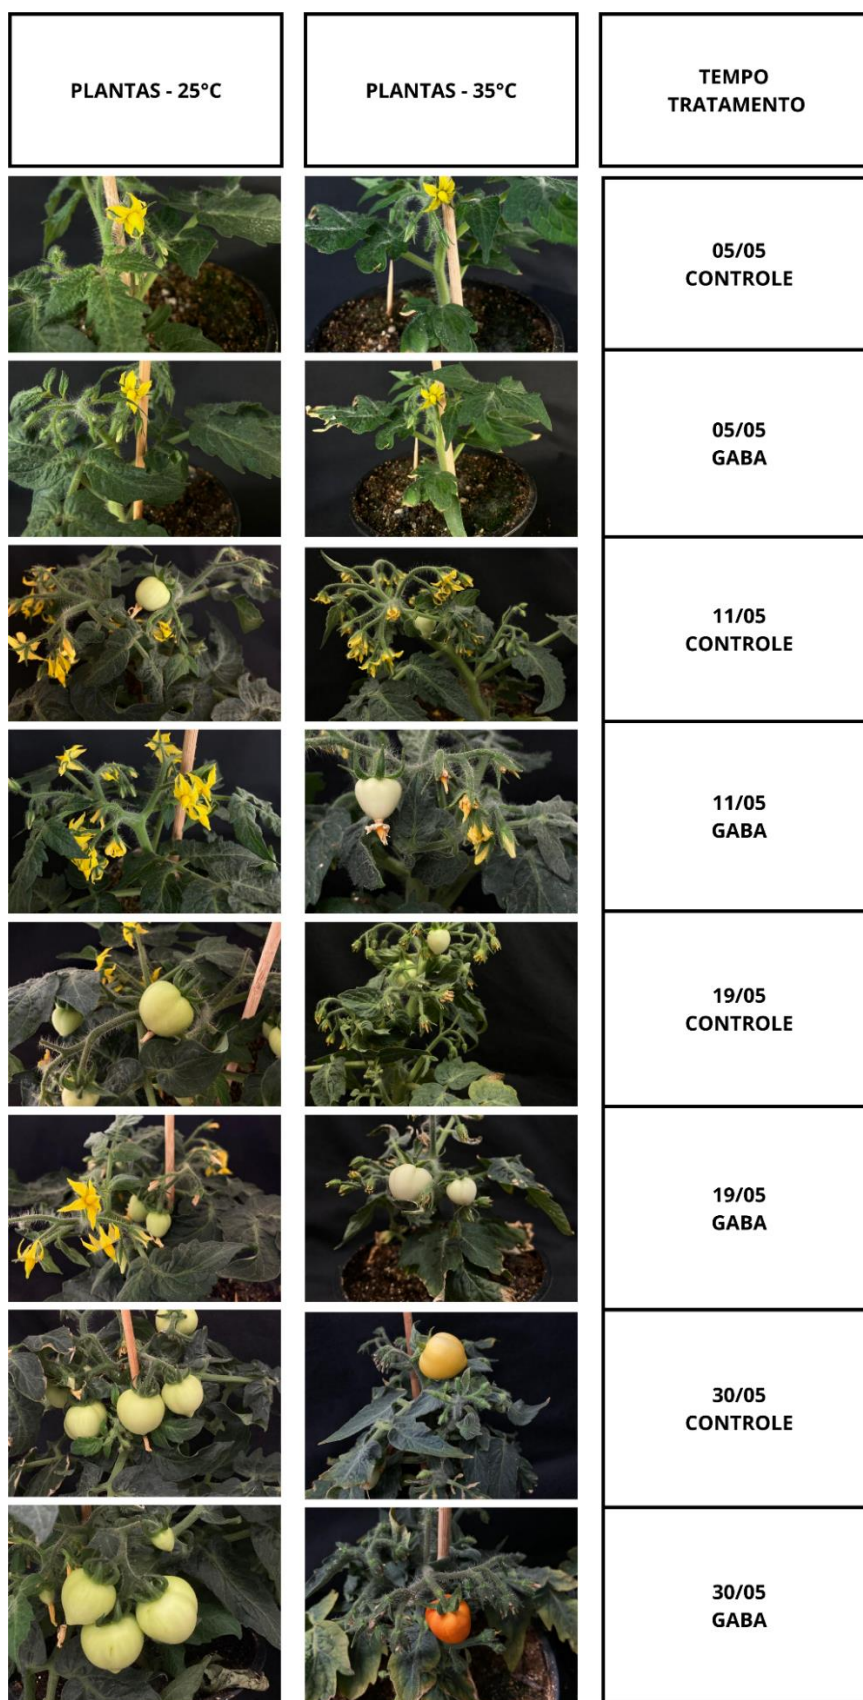 PLANTAS - 25°C
PLANTAS - 35°C
TEMPO
TRATAMENTO
05/05
CONTROLE
05/05
GABA
11/05
CONTROLE
11/05
GABA
19/05
CONTROLE
19/05
GABA
30/05
CONTROLE
30/05
GABA